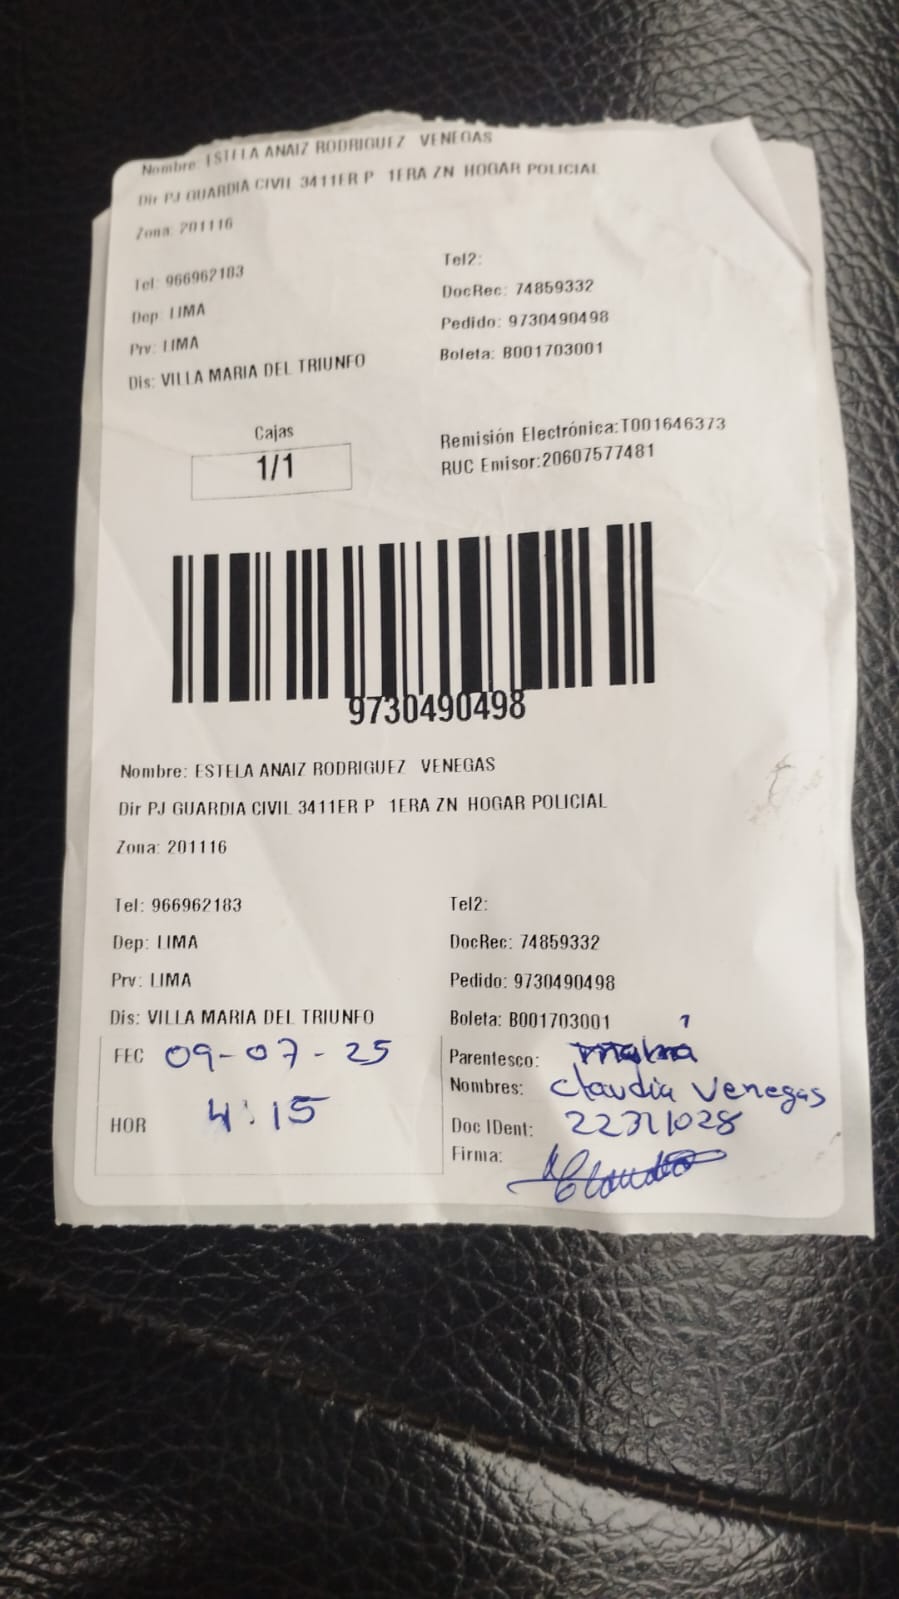 Nombre: ESTELA ANAIZ RODRIGUEZ VENEGAS
Dir PJ GUARDIA CIVIL 3411ER P 1ERA ZN HOGAR POLICIAL
Zona: 201116
Tel: 966962183 Tel2:
Dep: LIMA DocRec: 74859332
Prv: LIMA Pedido: 9730490498
Dis: VILLA MARIA DEL TRIUNFO Boleta: B001703001
Cajas Remisión Electrónica:T001646373
1/1 RUC Emisor:20607577481
9730490498
Nombre: ESTELA ANAIZ RODRIGUEZ VENEGAS
Dir PJ GUARDIA CIVIL 3411ER P 1ERA ZN HOGAR POLICIAL
Zona: 201116
Tel: 966962183 Tel2:
Dep: LIMA DocRec: 74859332
Prv: LIMA Pedido: 9730490498
Dis: VILLA MARIA DEL TRIUNFO Boleta: B001703001
FEC 09-07-25 Parentesco:
Nombres: Claudia Venegas
HOR 4:15 Doc IDent:
Firma: Claudia